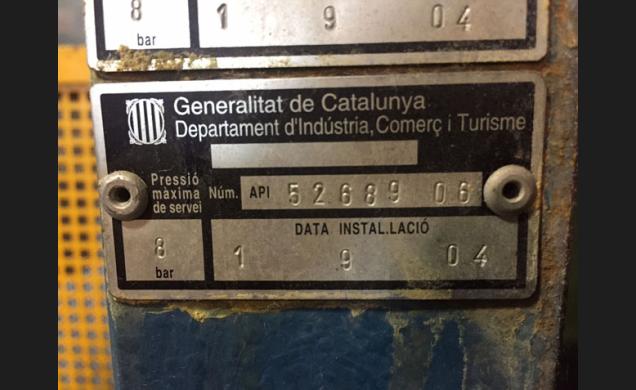 8 1 9 04
bar
Generalitat de Catalunya
Departament d'Indústria, Comerç i Turisme
Pressió
màxima
de servei
Núm. API 52689 06
DATA INSTAL.LACIÓ
8 1 9 04
bar